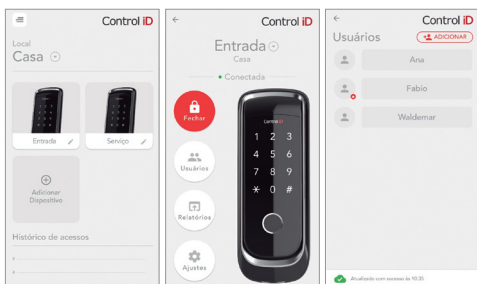 Control iD
Local
Casa
Entrada
Serviço
Adicionar
Dispositivo
Histórico de acessos
Control iD
Entrada
Casa
Conectada
Fechar
Usuários
Relatórios
Ajustes
Control iD
1 2 3
4 5 6
7 8 9
* 0 #
Control iD
Usuários
ADICIONAR
Ana
Fabio
Waldemar
Atualizado com sucesso às 10:35